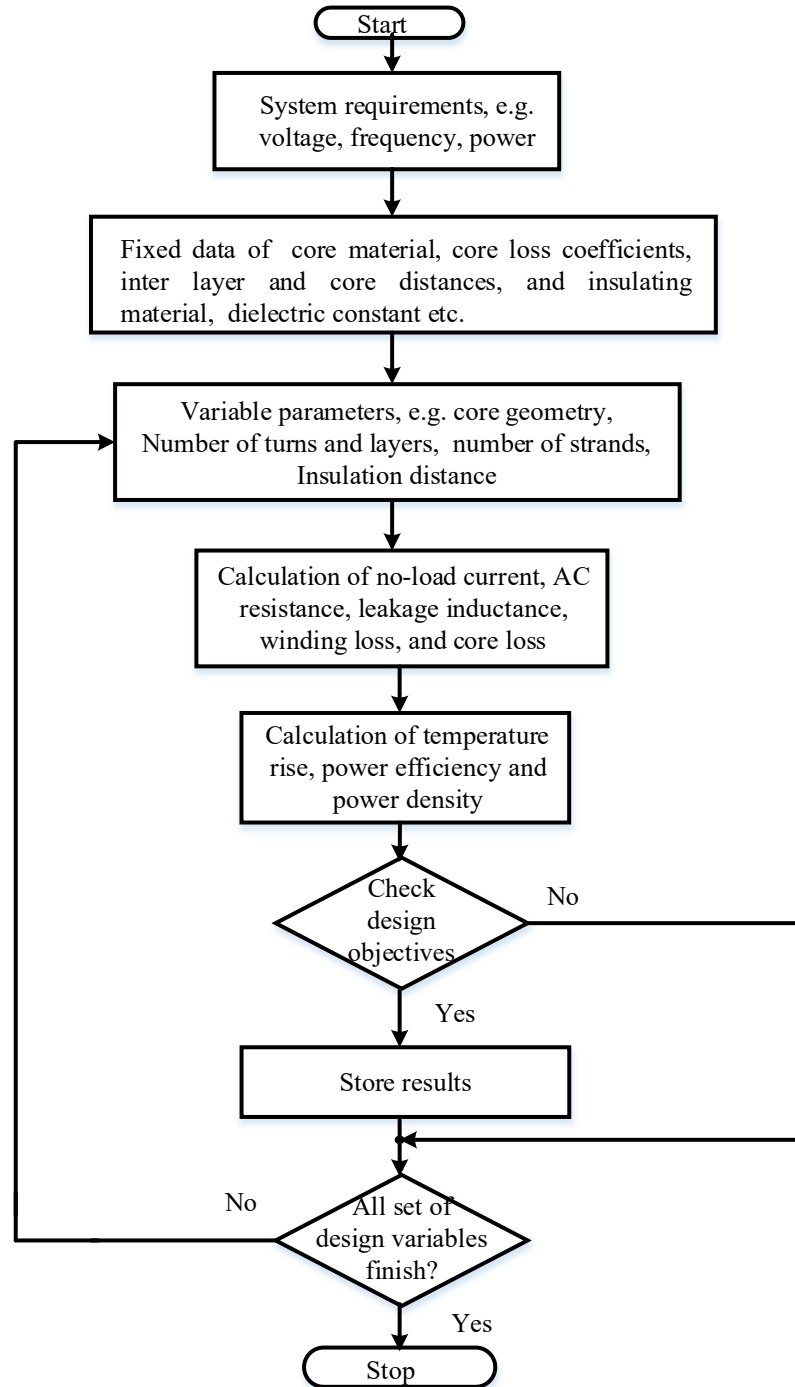 Start
System requirements, e.g.
voltage, frequency, power
Fixed data of core material, core loss coefficients,
inter layer and core distances, and insulating
material, dielectric constant etc.
Variable parameters, e.g. core geometry,
Number of turns and layers, number of strands,
Insulation distance
Calculation of no-load current, AC
resistance, leakage inductance,
winding loss, and core loss
Calculation of temperature
rise, power efficiency and
power density
Check
design
objectives
No
Yes
Store results
No
All set of
design variables
finish?
Yes
Stop